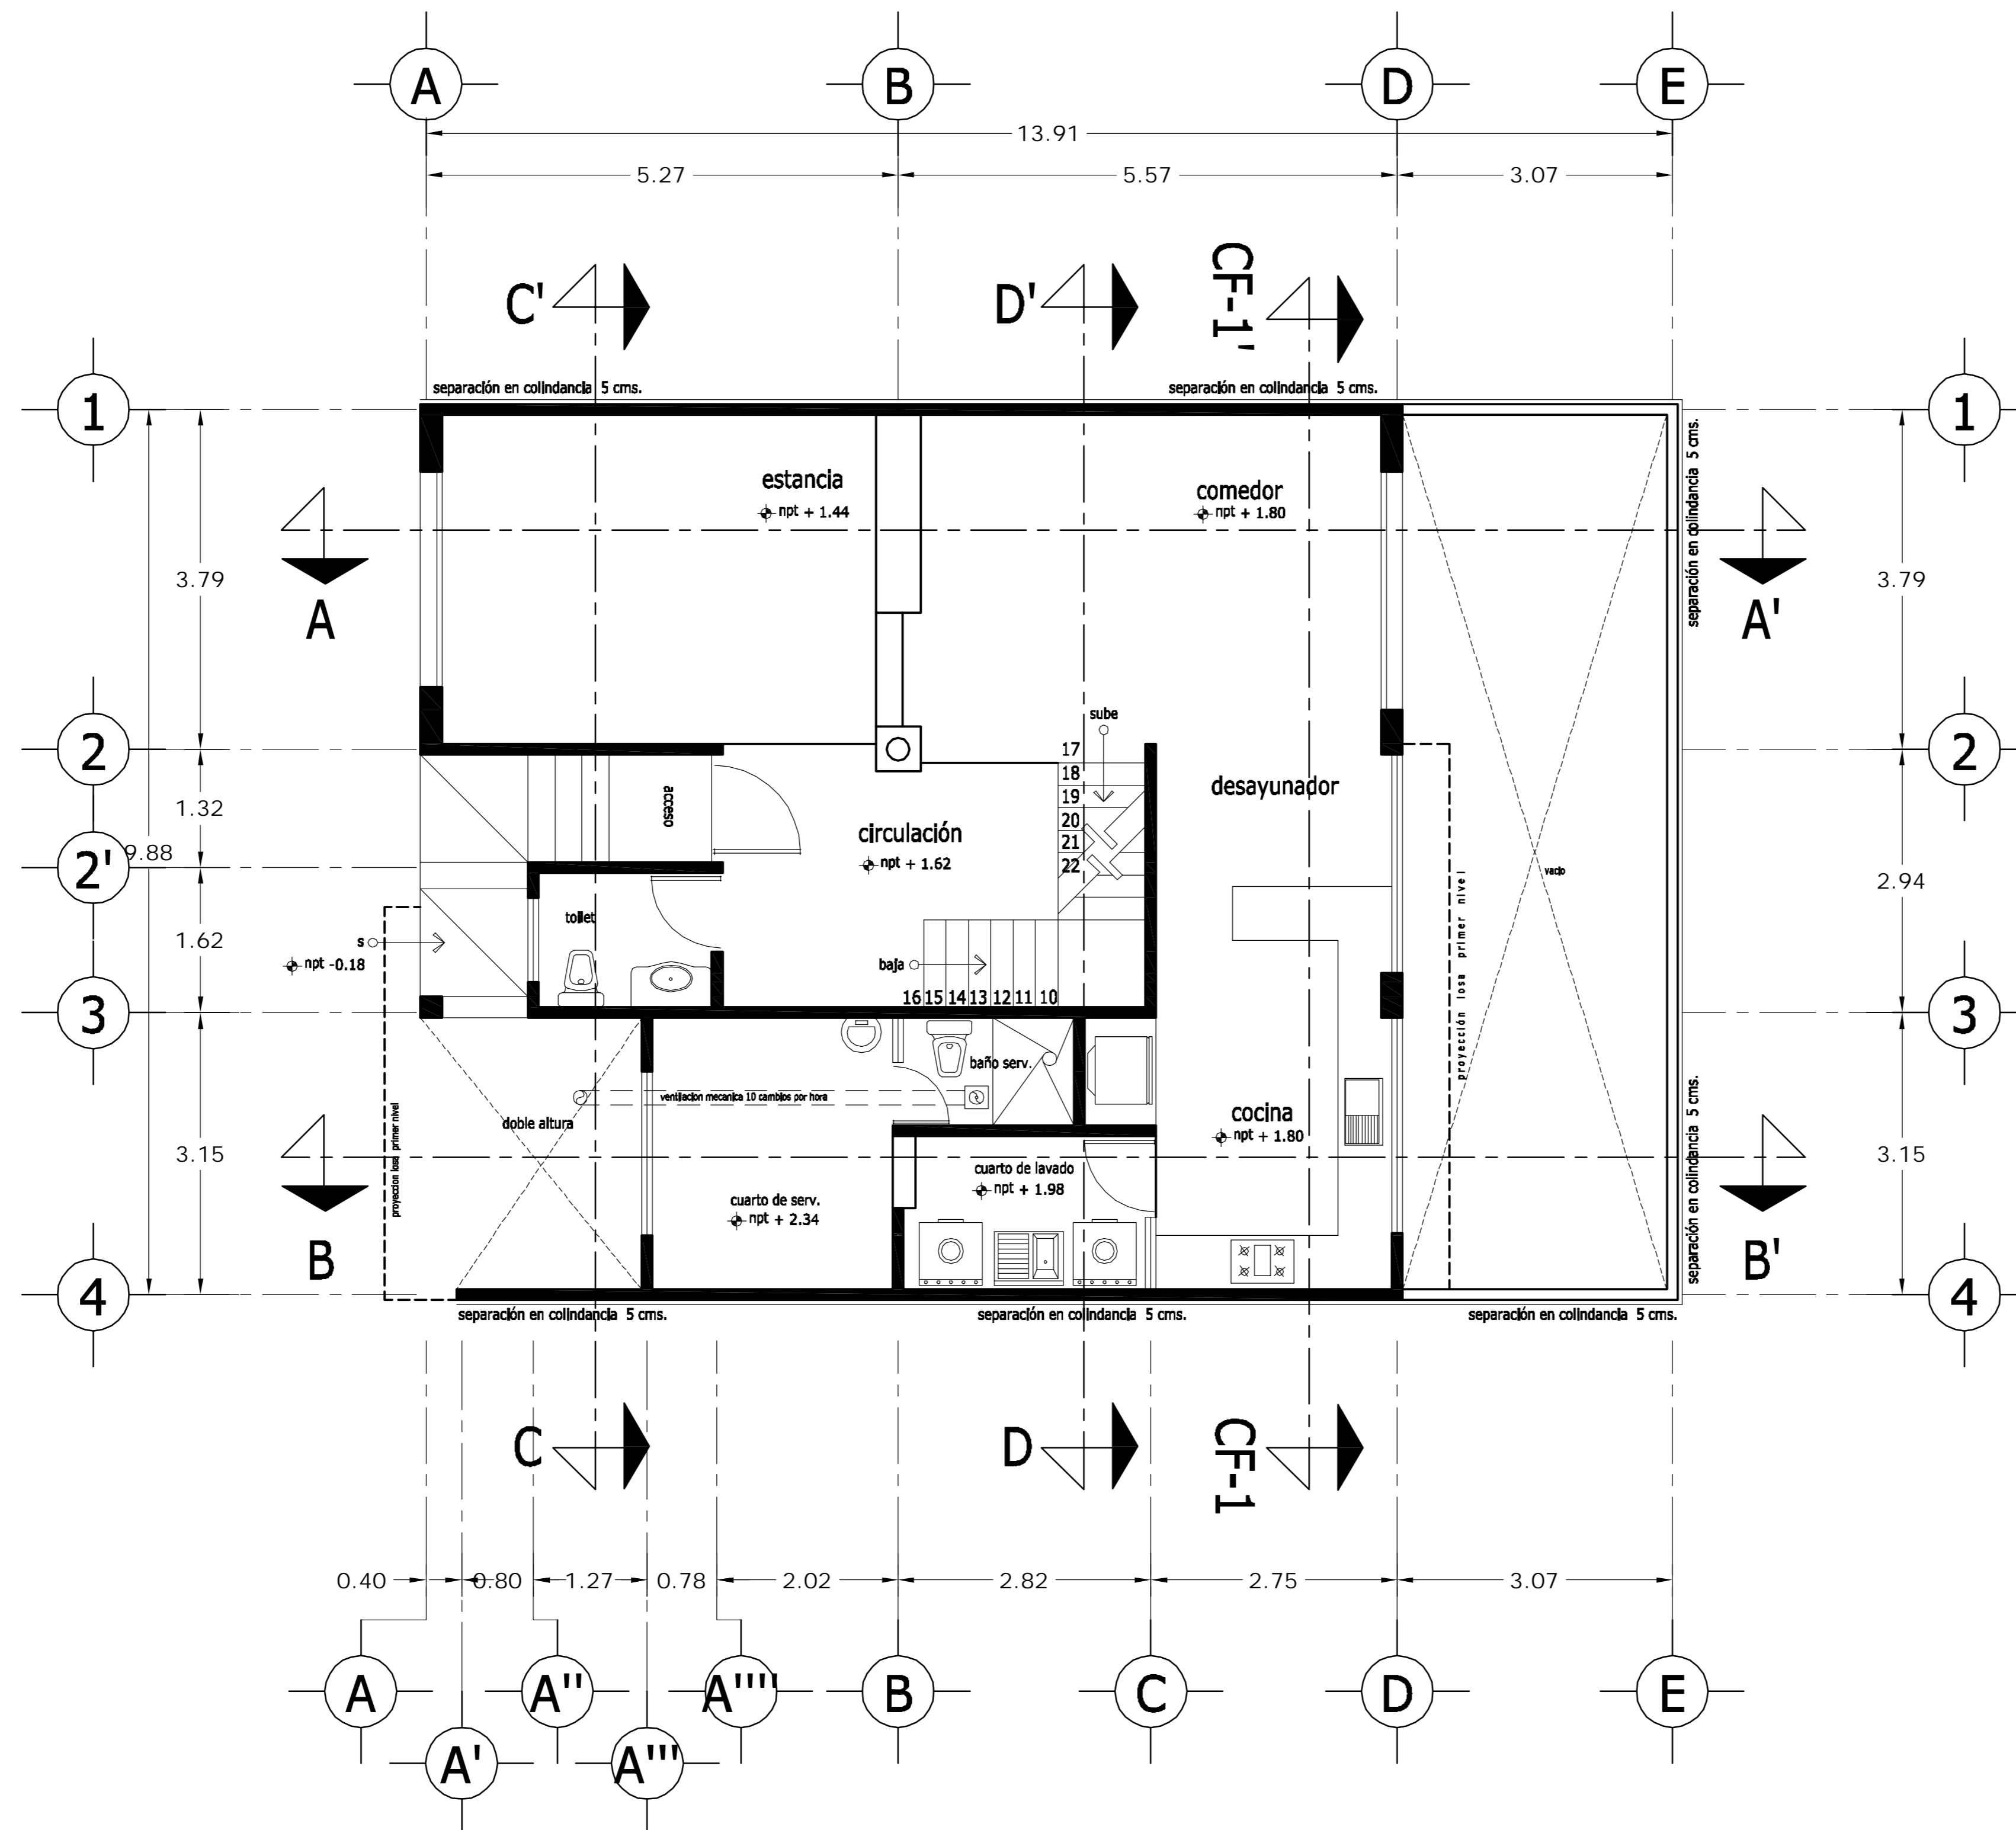 A B D E
13.91
5.27 5.57 3.07
C' D' CF-1'
separación en colindancia 5 cms. separación en colindancia 5 cms.
1 1
separación en colindancia 5 cms.
estancia
npt + 1.44
comedor
npt + 1.80
3.79 3.79
A A'
sube
2 2
17
18
19
20
21
22
desayunador
acceso
1.32
circulación
npt + 1.62
9.88
2'
vacio
2.94
proyección losa primer nivel
toilet
1.62
s
npt -0.18
baja
16 15 14 13 12 11 10
3 3
baño serv.
ventilacion mecanica 10 cambios por hora
doble altura
cocina
npt + 1.80
separación en colindancia 5 cms.
proyeccion losa primer nivel
3.15 3.15
cuarto de lavado
npt + 1.98
cuarto de serv.
npt + 2.34
B B'
4 4
separación en colindancia 5 cms. separación en colindancia 5 cms. separación en colindancia 5 cms.
C D CF-1
0.40 0.80 1.27 0.78 2.02 2.82 2.75 3.07
A A'' A'''' B C D E
A' A'''